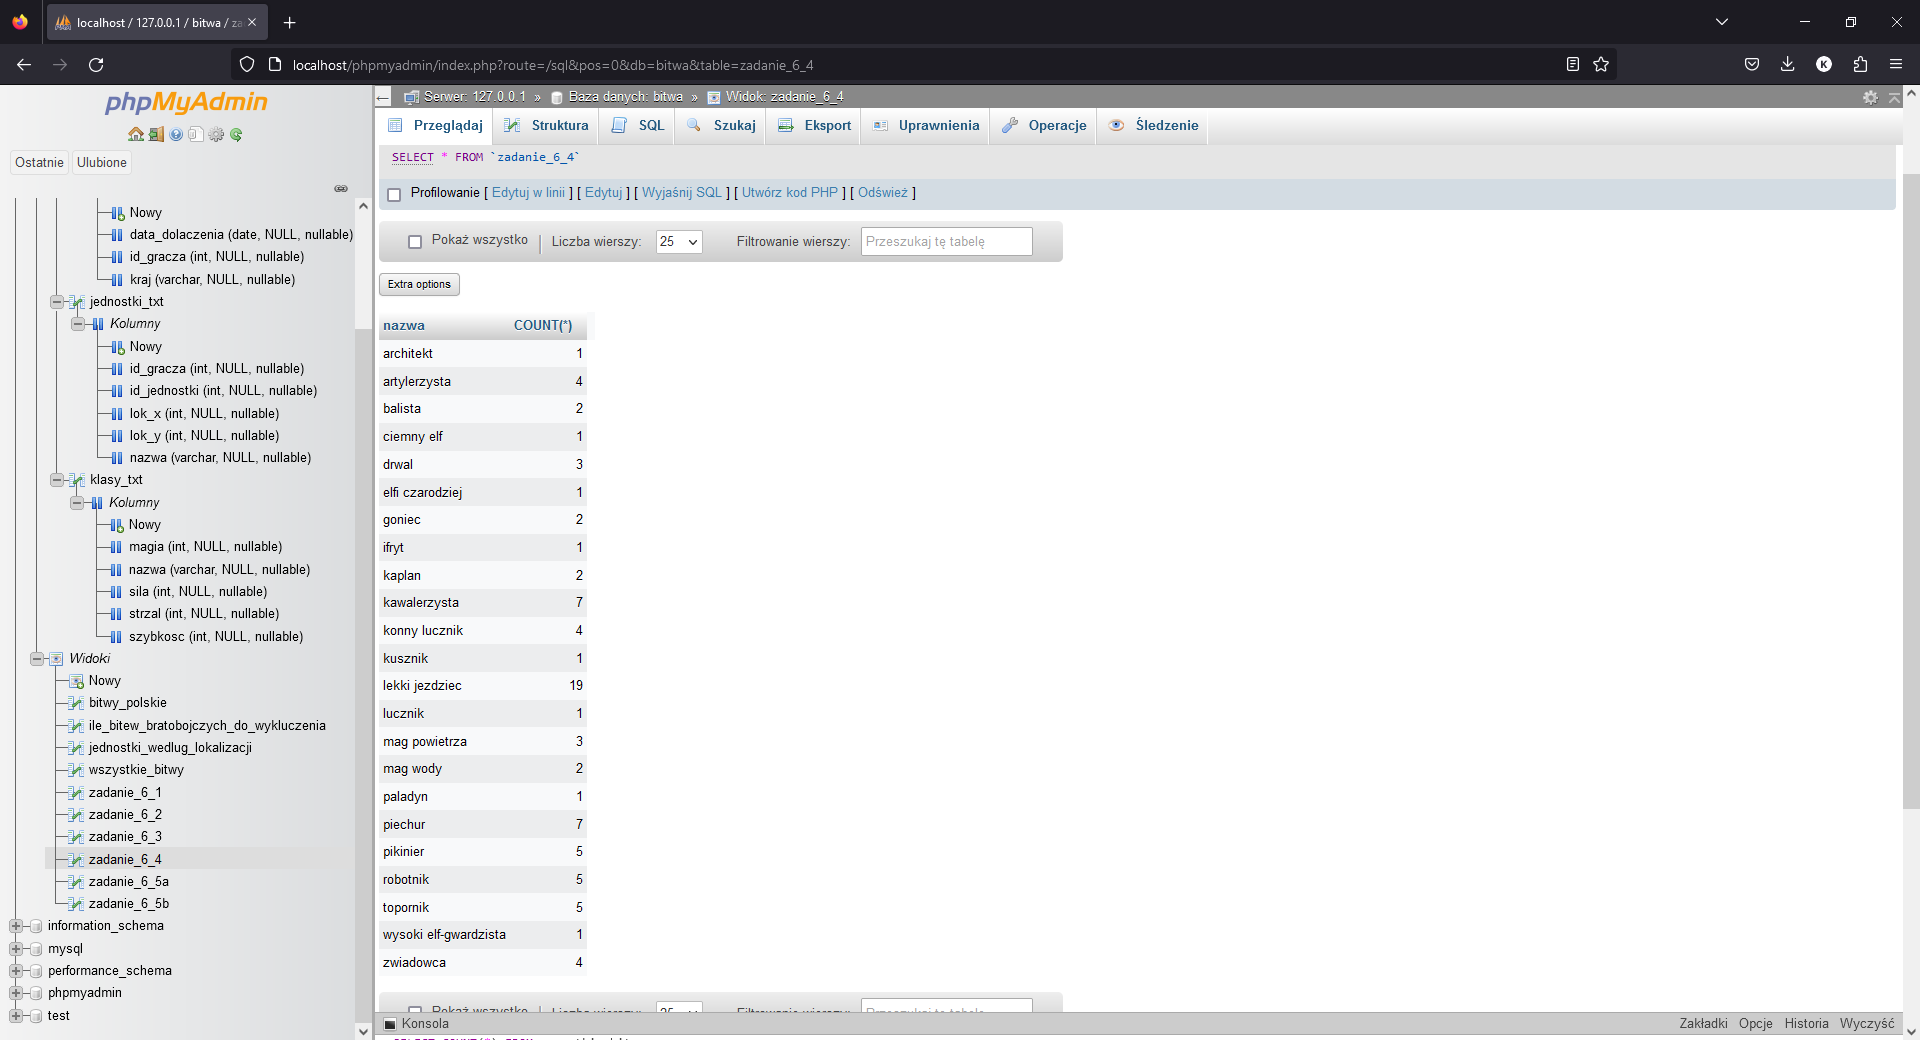 localhost / 127.0.0.1 / bitwa / za
localhost/phpmyadmin/index.php?route=/sql&pos=0&db=bitwa&table=zadanie_6_4
K
phpMyAdmin
Ostatnie Ulubione
Nowy
data_dolaczenia (date, NULL, nullable)
id_gracza (int, NULL, nullable)
kraj (varchar, NULL, nullable)
jednostki_txt
Kolumny
Nowy
id_gracza (int, NULL, nullable)
id_jednostki (int, NULL, nullable)
lok_x (int, NULL, nullable)
lok_y (int, NULL, nullable)
nazwa (varchar, NULL, nullable)
klasy_txt
Kolumny
Nowy
magia (int, NULL, nullable)
nazwa (varchar, NULL, nullable)
sila (int, NULL, nullable)
strzal (int, NULL, nullable)
szybkosc (int, NULL, nullable)
Widoki
Nowy
bitwy_polskie
ile_bitew_bratobojczych_do_wykluczenia
jednostki_wedlug_lokalizacji
wszystkie_bitwy
zadanie_6_1
zadanie_6_2
zadanie_6_3
zadanie_6_4
zadanie_6_5a
zadanie_6_5b
information_schema
mysql
performance_schema
phpmyadmin
test
Serwer: 127.0.0.1 » Baza danych: bitwa » Widok: zadanie_6_4
Przeglądaj Struktura SQL Szukaj Eksport Uprawnienia Operacje Śledzenie
SELECT * FROM `zadanie_6_4`
Profilowanie [ Edytuj w linii ] [ Edytuj ] [ Wyjaśnij SQL ] [ Utwórz kod PHP ] [ Odśwież ]
Pokaż wszystko | Liczba wierszy: 25 Filtrowanie wierszy: Przeszukaj tę tabelę
Extra options
nazwa COUNT(*)
architekt 1
artylerzysta 4
balista 2
ciemny elf 1
drwal 3
elfi czarodziej 1
goniec 2
ifryt 1
kaplan 2
kawalerzysta 7
konny lucznik 4
kusznik 1
lekki jezdziec 19
lucznik 1
mag powietrza 3
mag wody 2
paladyn 1
piechur 7
pikinier 5
robotnik 5
topornik 5
wysoki elf-gwardzista 1
zwiadowca 4
Pokaż wszystko | Liczba wierszy: 25 Filtrowanie wierszy: Przeszukaj tę tabelę
Konsola Zakładki Opcje Historia Wyczyść